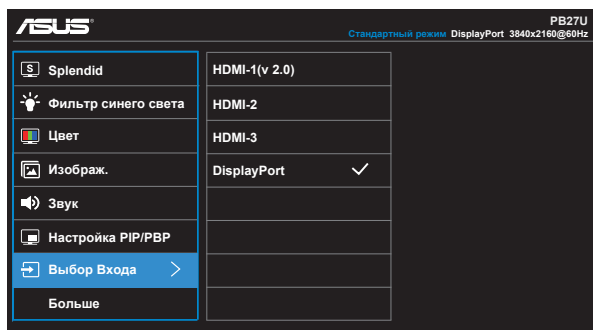 ASUS
PB27U
Стандартный режим DisplayPort 3840x2160@60Hz
S Splendid
Фильтр синего света
Цвет
Изображ.
Звук
Настройка PIP/PBP
Выбор Входа
Больше
HDMI-1(v 2.0)
HDMI-2
HDMI-3
DisplayPort